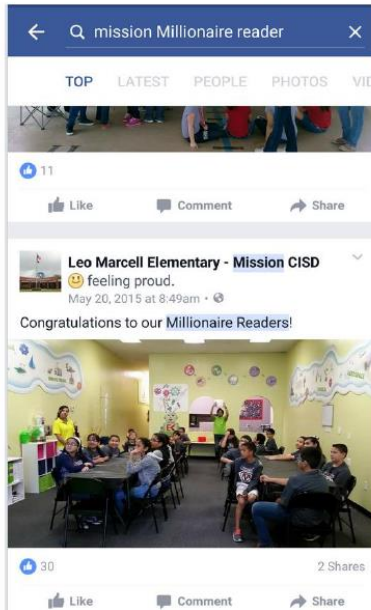 mission Millionaire reader
TOP LATEST PEOPLE PHOTOS VID
11
Like Comment Share
Leo Marcell Elementary - Mission CISD
feeling proud.
May 20, 2015 at 8:49am •
Congratulations to our Millionaire Readers!
30 2 Shares
Like Comment Share